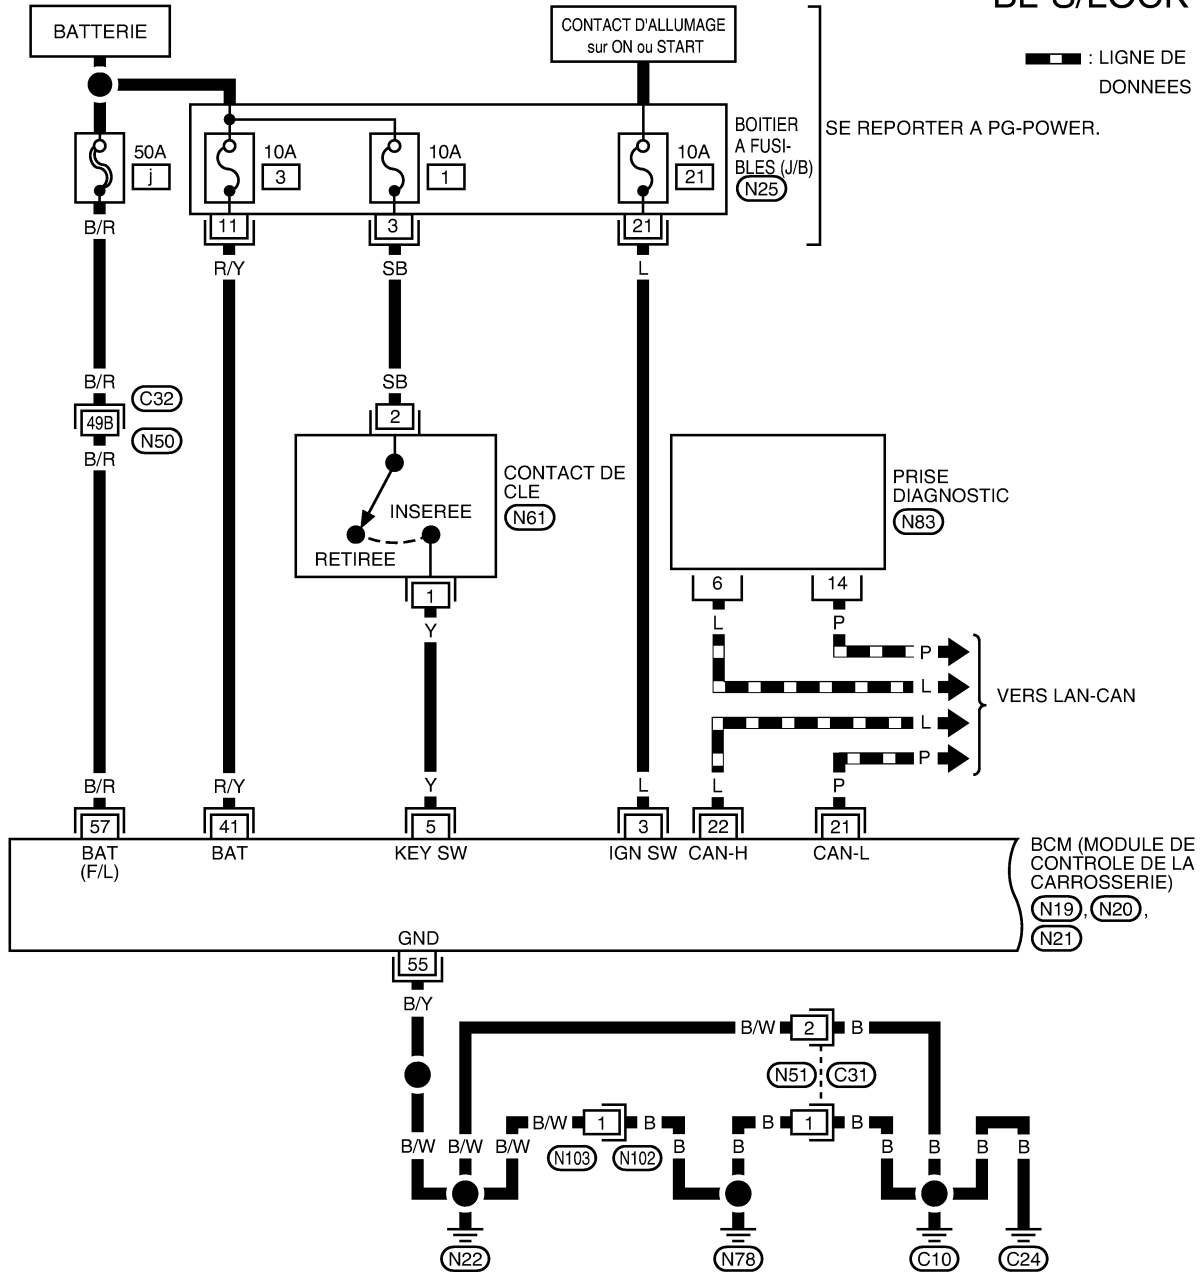 BATTERIE
CONTACT D'ALLUMAGE
sur ON ou START
: LIGNE DE
DONNEES
SE REPORTER A PG-POWER.
BOITIER
A FUSI-
BLES (J/B)
N25
50A
j
10A
3
10A
1
10A
21
B/R
11
3
21
R/Y
SB
L
B/R
C32
49B
N50
B/R
SB
2
CONTACT DE
CLE
N61
INSEREE
RETIREE
1
Y
PRISE
DIAGNOSTIC
N83
6
14
L
P
P
L
VERS LAN-CAN
L
P
B/R
R/Y
Y
L
L
P
57
41
5
3
22
21
BAT
(F/L)
BAT
KEY SW
IGN SW
CAN-H
CAN-L
BCM (MODULE DE
CONTROLE DE LA
CARROSSERIE)
N19, N20,
N21
GND
55
B/Y
B/W
2
B
N51
C31
B/W
1
B
B
1
B
N103
N102
B/W
B/W
B/W
B
B
B
B
B
B
N22
N78
C10
C24